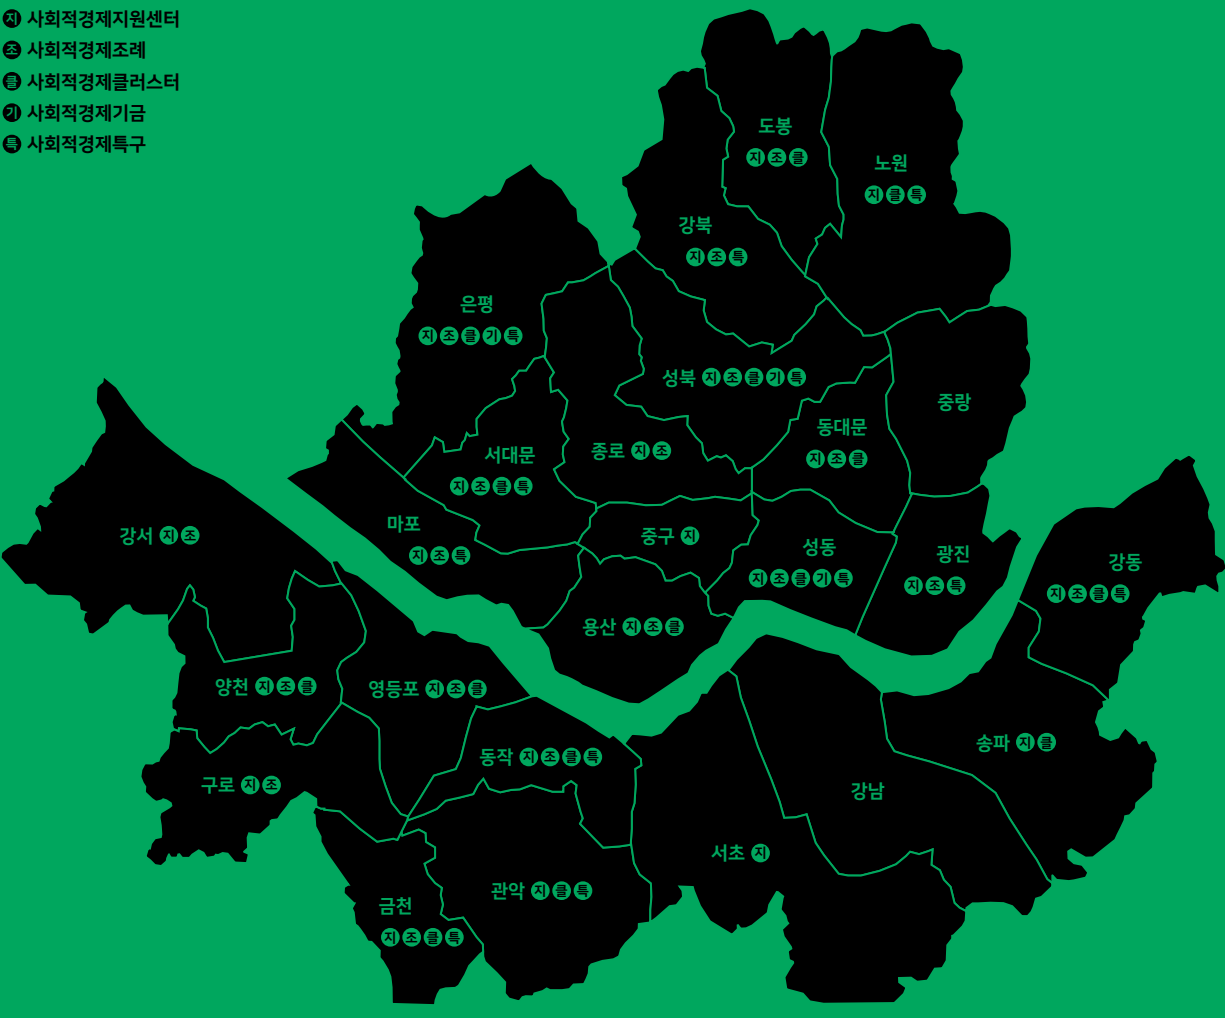 지 사회적경제지원센터
조 사회적경제조례
클 사회적경제클러스터
기 사회적경제기금
특 사회적경제특구
도봉
지 조 클
노원
지 클 특
강북
지 조 특
은평
지 조 클 기 특
성북 지 조 클 기 특
중랑
동대문
지 조 클
종로 지 조
서대문
지 조 클 특
마포
지 조 특
중구 지
성동
지 조 클 기 특
광진
지 조 특
강동
지 조 클 특
강서 지 조
용산 지 조 클
양천 지 조 클
영등포 지 조 클
송파 지 클
동작 지 조 클 특
구로 지 조
강남
서초 지
관악 지 클 특
금천
지 조 클 특